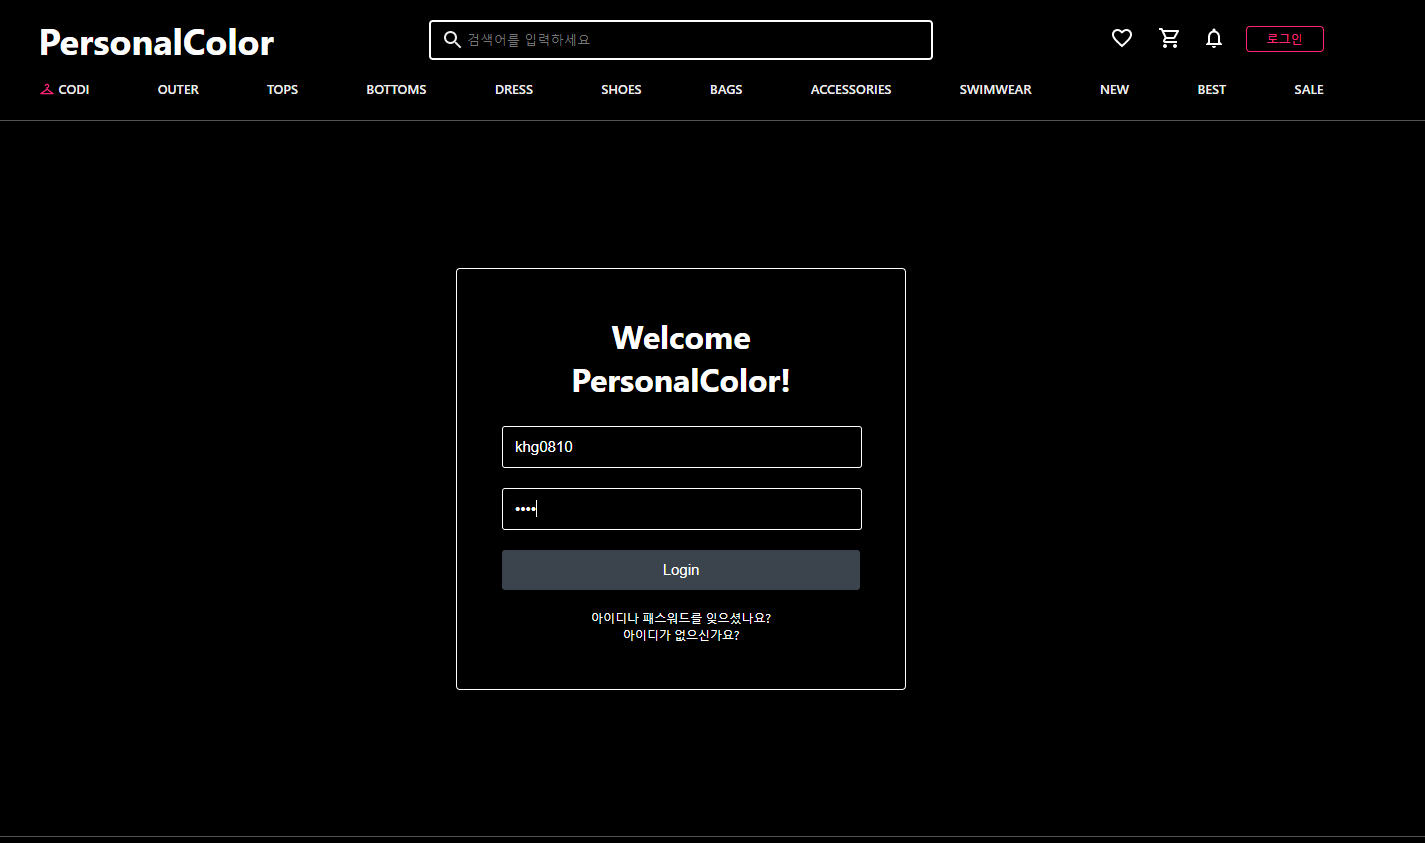 PersonalColor
검색어를 입력하세요
로그인
CODI OUTER TOPS BOTTOMS DRESS SHOES BAGS ACCESSORIES SWIMWEAR NEW BEST SALE
Welcome
PersonalColor!
khg0810
••••
Login
아이디나 패스워드를 잊으셨나요?
아이디가 없으신가요?